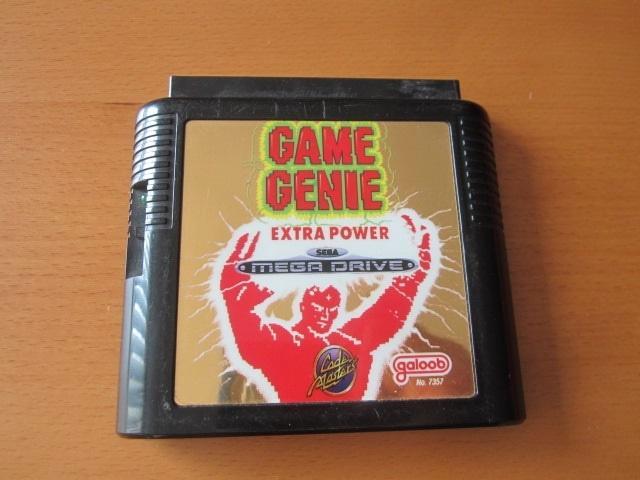 GAME
GENIE
EXTRA POWER
SEGA
MEGA DRIVE
Code
Masters
galoob
No. 7357